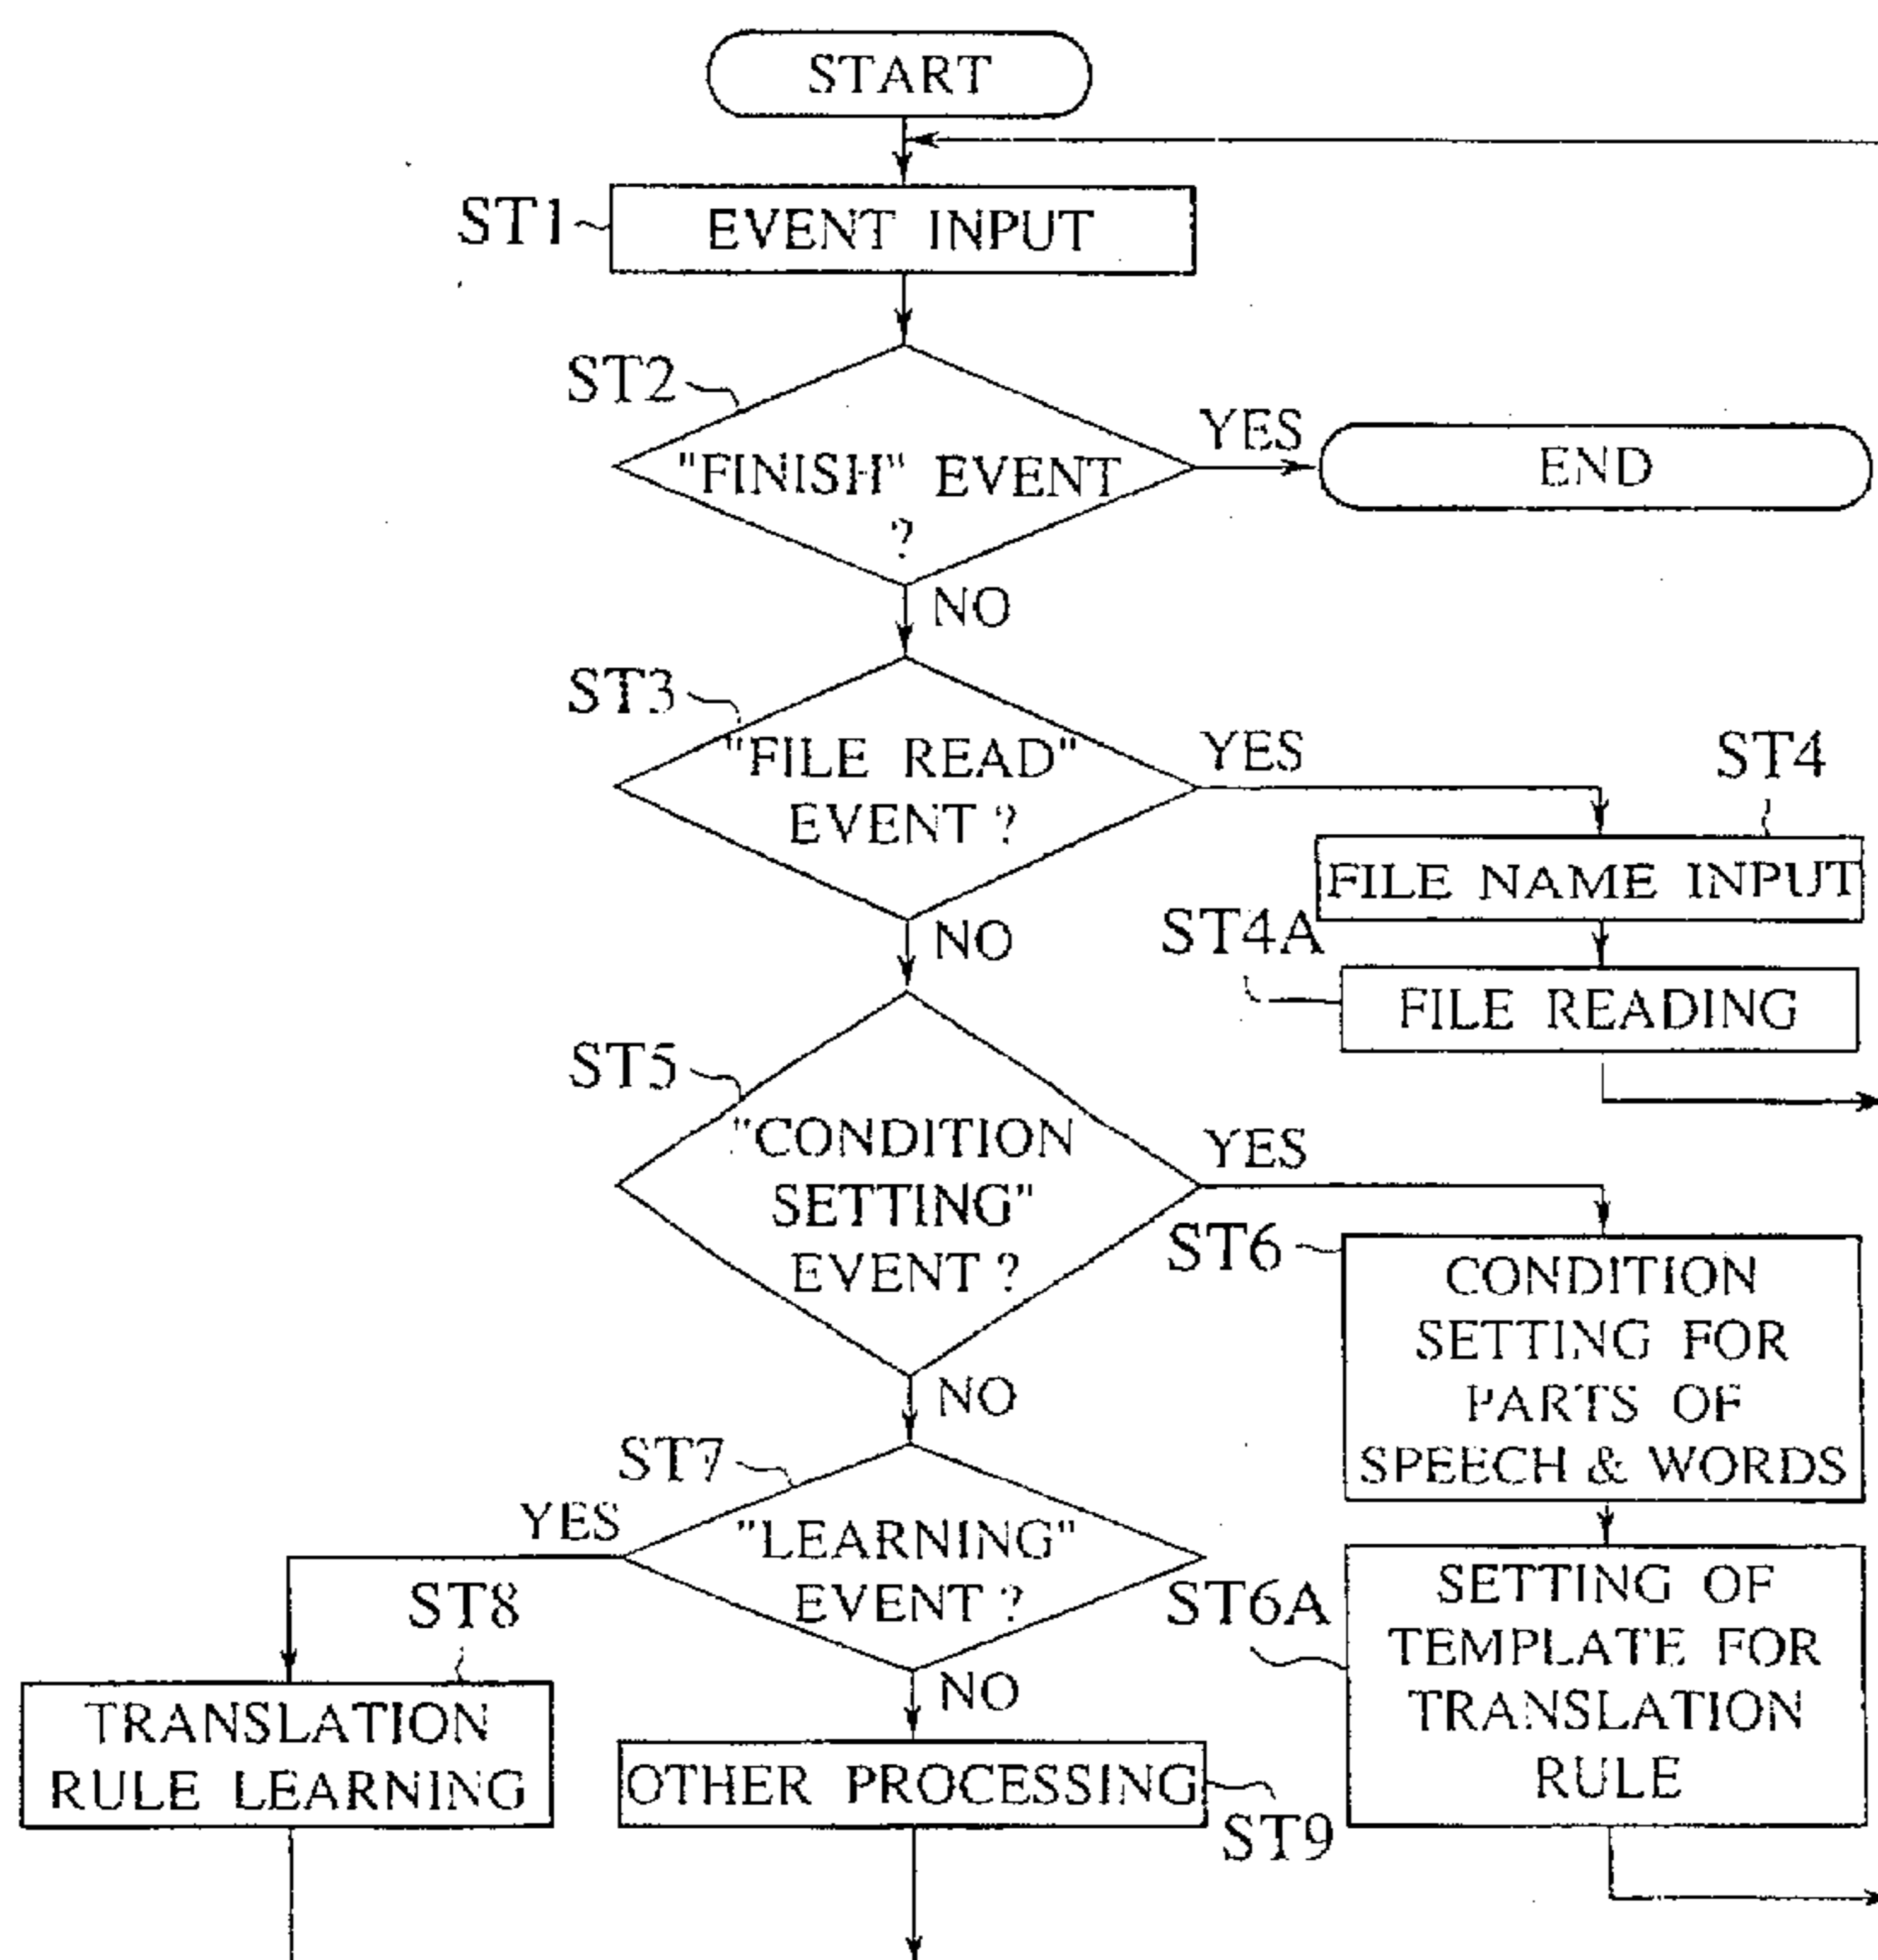 START
ST1
EVENT INPUT
ST2
"FINISH" EVENT
?
YES
END
NO
ST3
"FILE READ"
EVENT ?
YES
ST4
FILE NAME INPUT
NO
ST4A
FILE READING
ST5
"CONDITION
SETTING"
EVENT ?
YES
ST6
CONDITION
SETTING FOR
PARTS OF
SPEECH & WORDS
NO
ST7
"LEARNING"
EVENT ?
YES
ST8
TRANSLATION
RULE LEARNING
NO
OTHER PROCESSING
ST9
ST6A
SETTING OF
TEMPLATE FOR
TRANSLATION
RULE